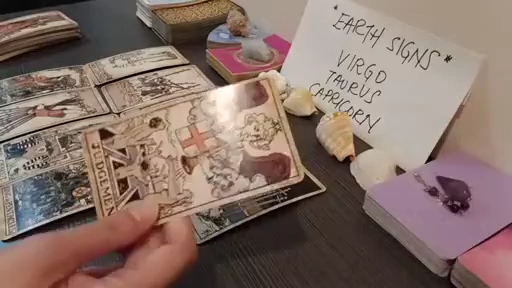 * EARTH SIGNS *
VIRGO
TAURUS
CAPRICORN
JUDGEMENT